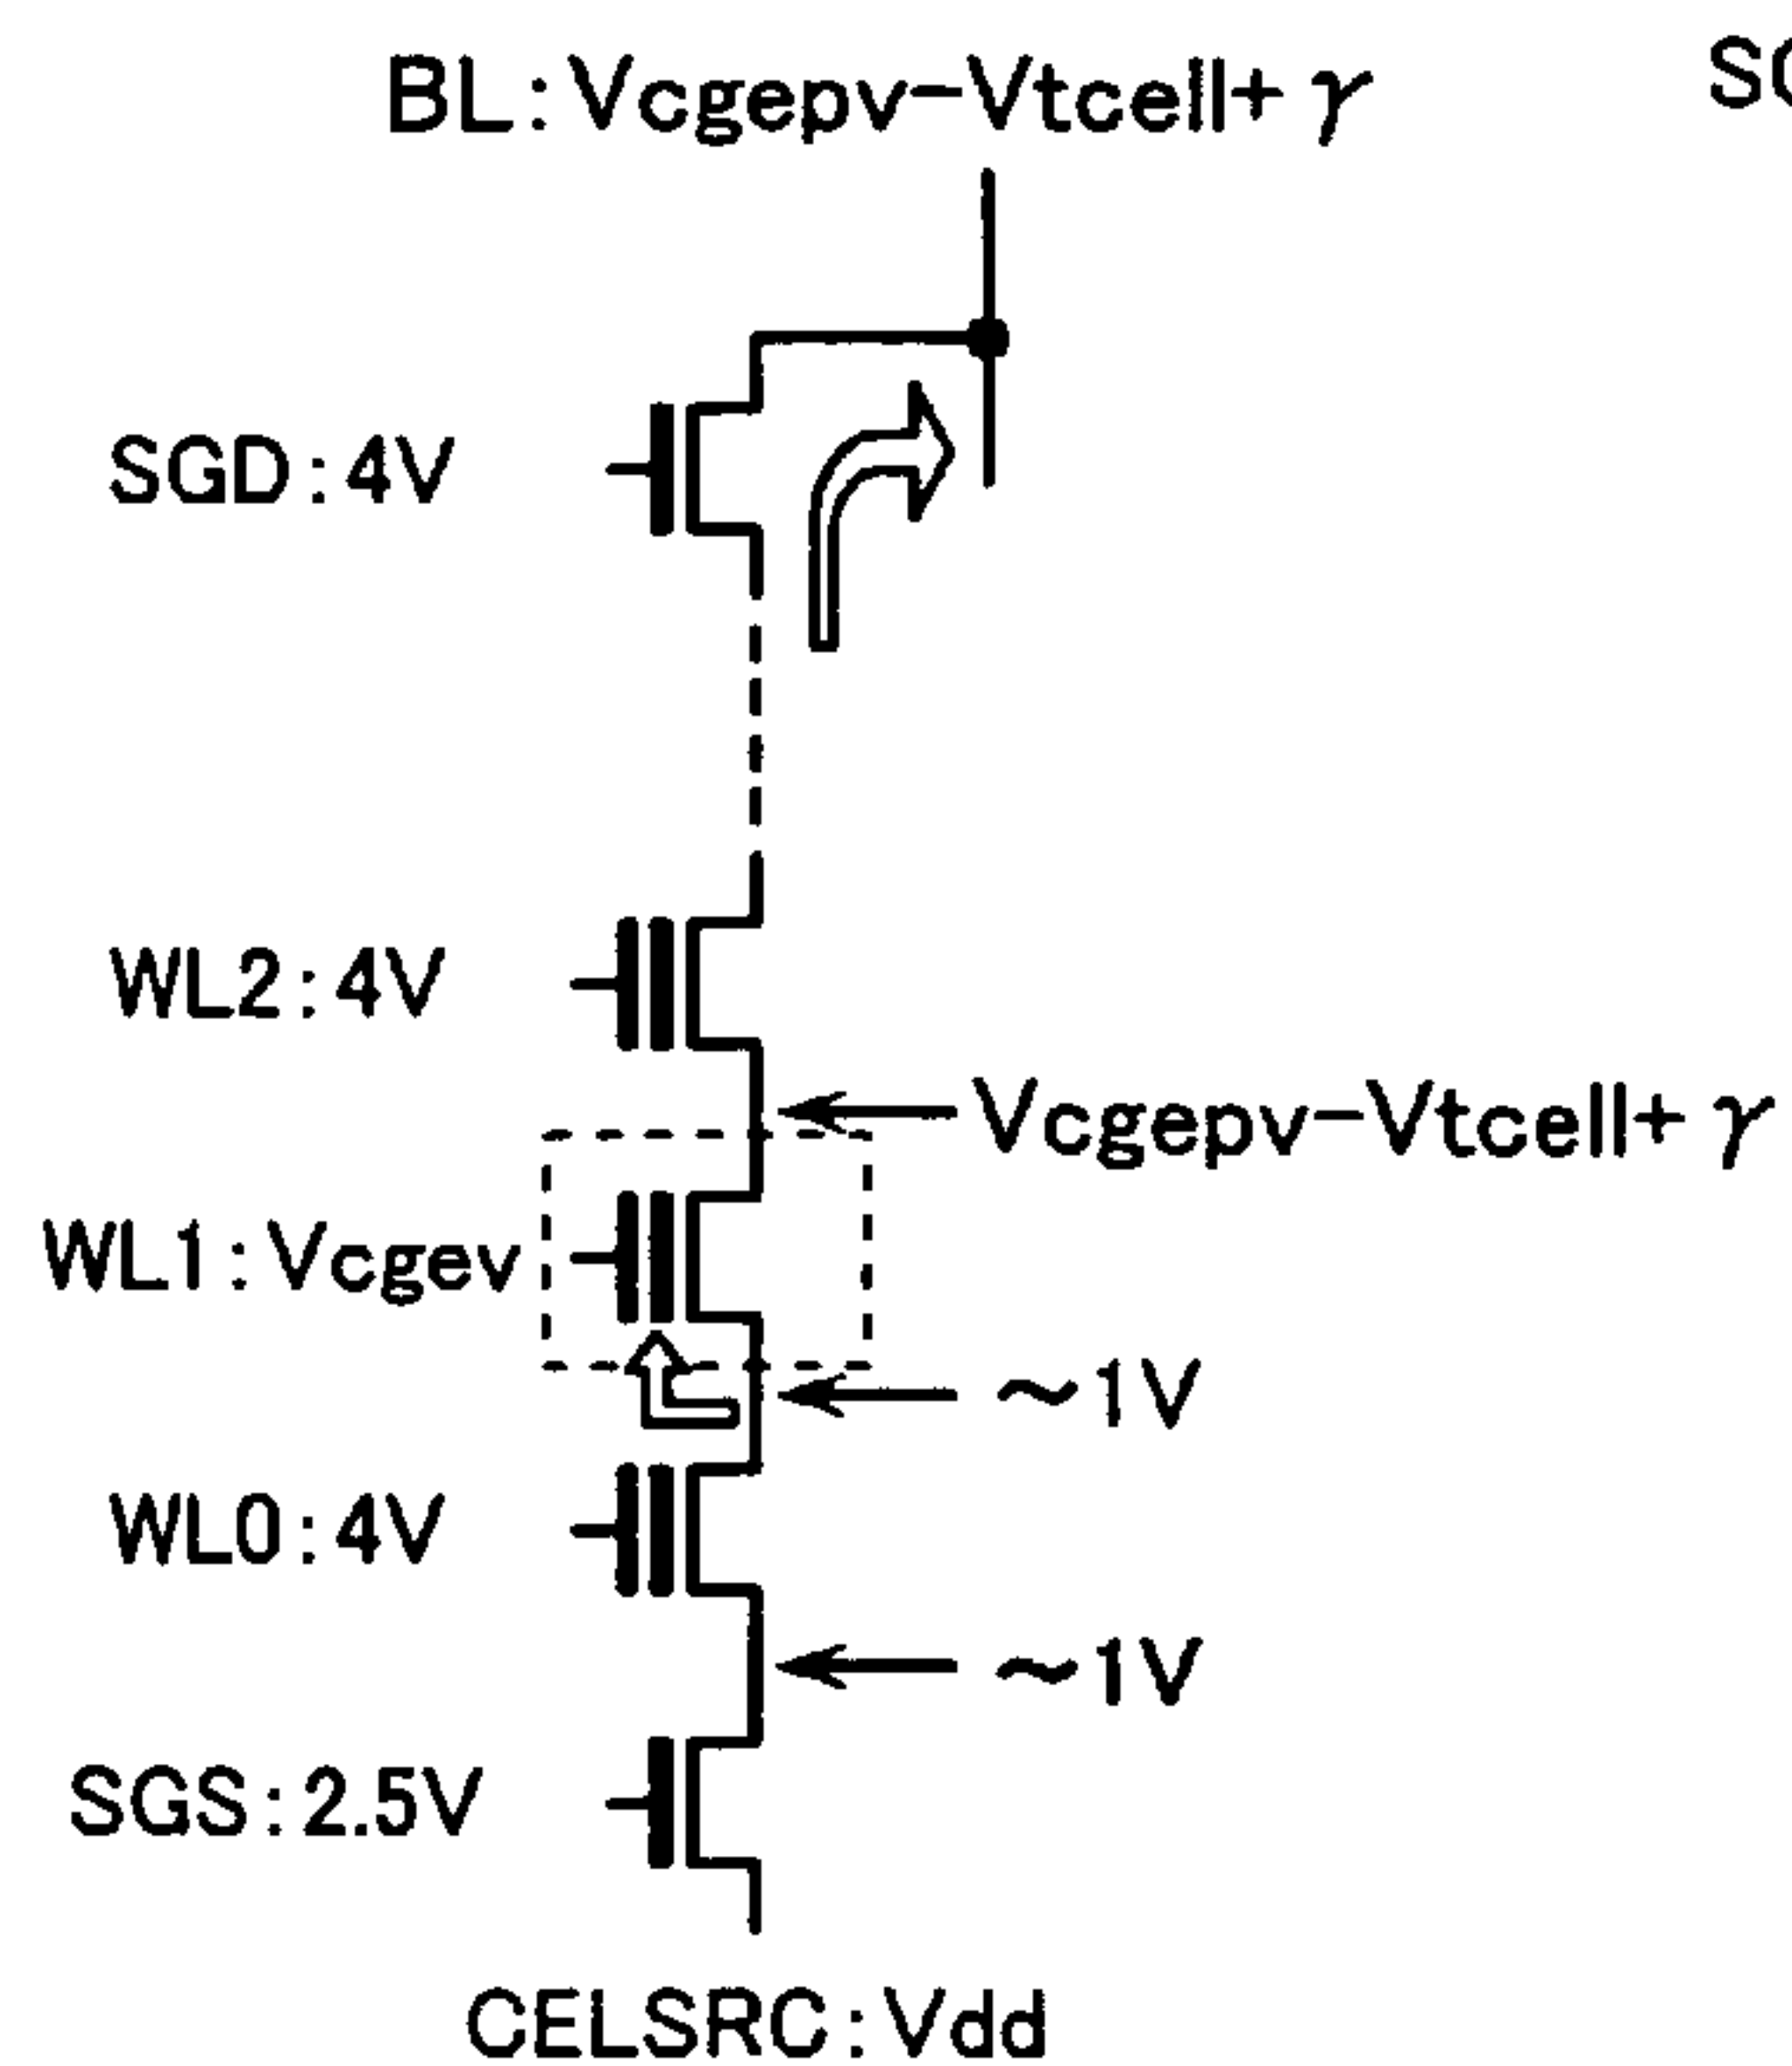 BL:Vcgepv-Vtcell+γ
SGD:4V
WL2:4V
Vcgepv-Vtcell+γ
WL1:Vcgev
~1V
WL0:4V
~1V
SGS:2.5V
CELSRC:Vdd